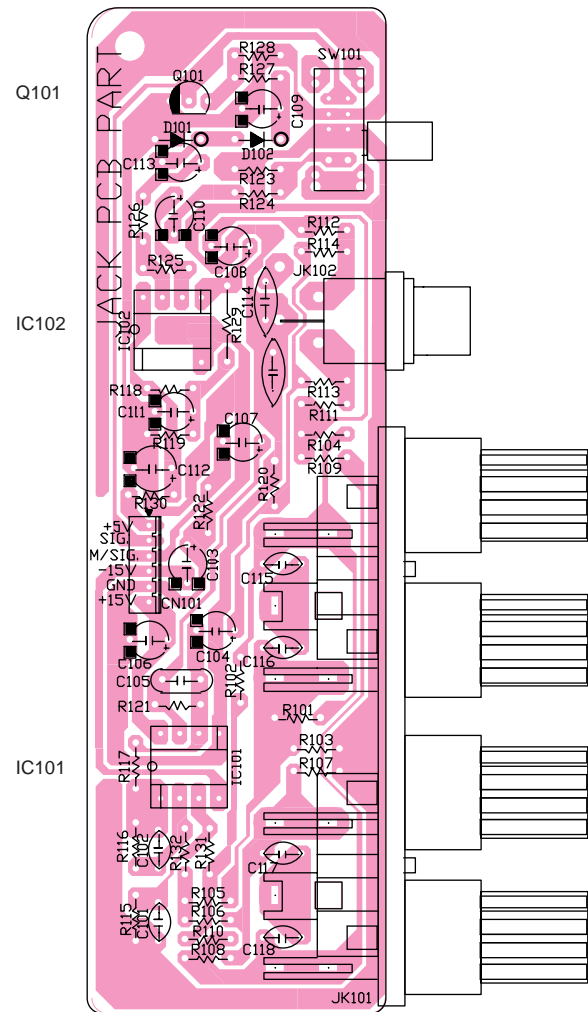 R128
SW101
R127
Q101
Q101
C109
D101
D102
C113
R123
R124
JACK PCB PART
R126
C110
R112
R114
C108
R125
JK102
C114
IC102
IC102
R129
R118
R113
C111
R111
C107
R119
R104
R109
C112
R120
R130
R122
+5V
SIG.
M/SIG.
-15V
GND
+15V
C103
C115
CN101
C106
C104
C116
R102
C105
R121
R101
R103
IC101
R117
IC101
R107
R116
C102
R132
R131
C117
R105
R115
C101
R106
R110
R108
C118
JK101